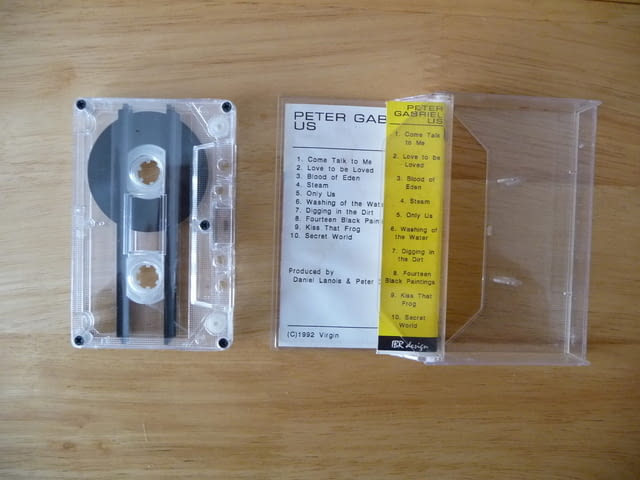 PETER GAB
US
1. Come Talk to Me
2. Love to be Loved
3. Blood of Eden
4. Steam
5. Only Us
6. Washing of the Wate
7. Digging in the Dirt
8. Fourteen Black Paint
9. Kiss That Frog
10. Secret World
Produced by
Daniel Lanois & Peter
(C)1992 Virgin
PETER
GABRIEL
US
1. Come Talk
to Me
2. Love to be
Loved
3. Blood of
Eden
4. Steam
5. Only Us
6. Washing of
the Water
7. Digging in
the Dirt
8. Fourteen
Black Paintings
9. Kiss That
Frog
10. Secret
World
IBR design